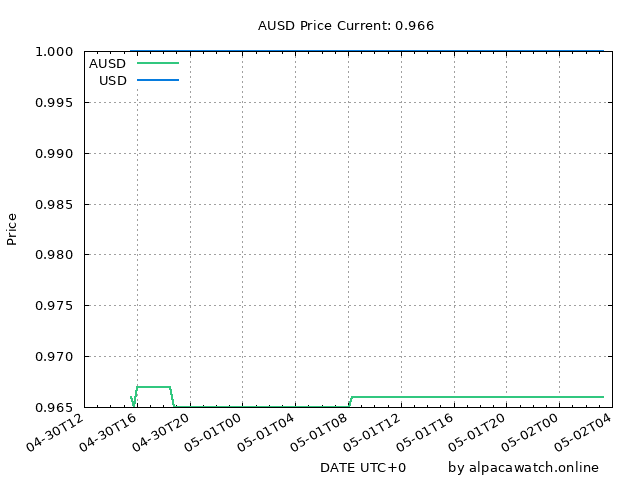 AUSD Price Current: 0.966
1.000
AUSD
USD
0.995
0.990
0.985
Price
0.980
0.975
0.970
0.965
04-30T12
04-30T16
04-30T20
05-01T00
05-01T04
05-01T08
05-01T12
05-01T16
05-01T20
05-02T00
05-02T04
DATE UTC+0 by alpacawatch.online